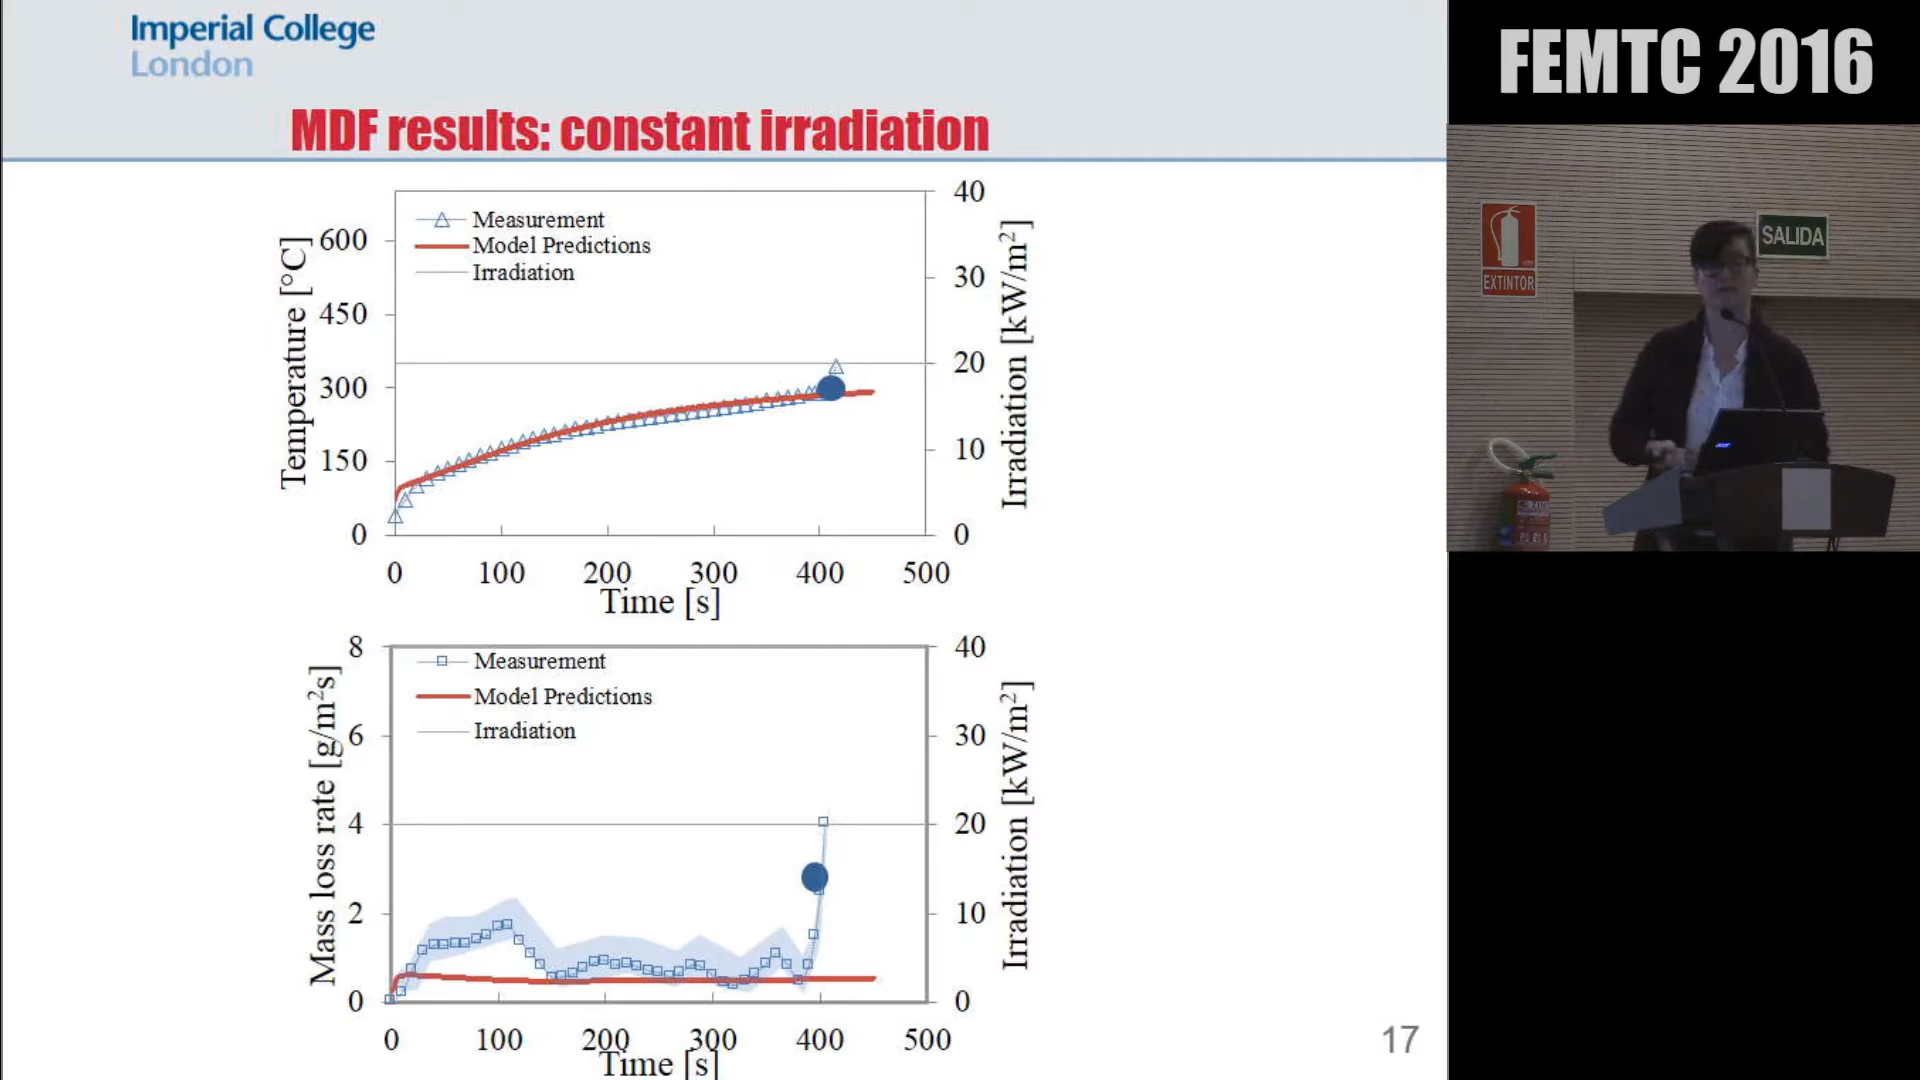 Imperial College
London
MDF results: constant irradiation
FEMTC 2016
Measurement
Model Predictions
Irradiation
Temperature [°C]
600
450
300
150
0
40
30
20
10
0
Irradiation [kW/m²]
0 100 200 300 400 500
Time [s]
Measurement
Model Predictions
Irradiation
Mass loss rate [g/m²s]
8
6
4
2
0
40
30
20
10
0
Irradiation [kW/m²]
0 100 200 300 400 500
Time [s]
17
EXTINTOR
SALIDA
acer